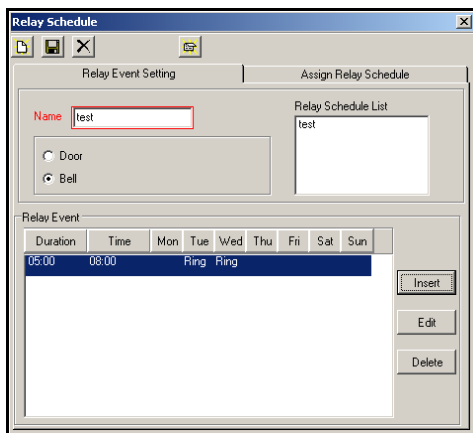 Relay Schedule
Relay Event Setting
Assign Relay Schedule
Name test
Door
Bell
Relay Schedule List
test
Relay Event
Duration Time Mon Tue Wed Thu Fri Sat Sun
05:00 08:00 Ring Ring
Insert
Edit
Delete